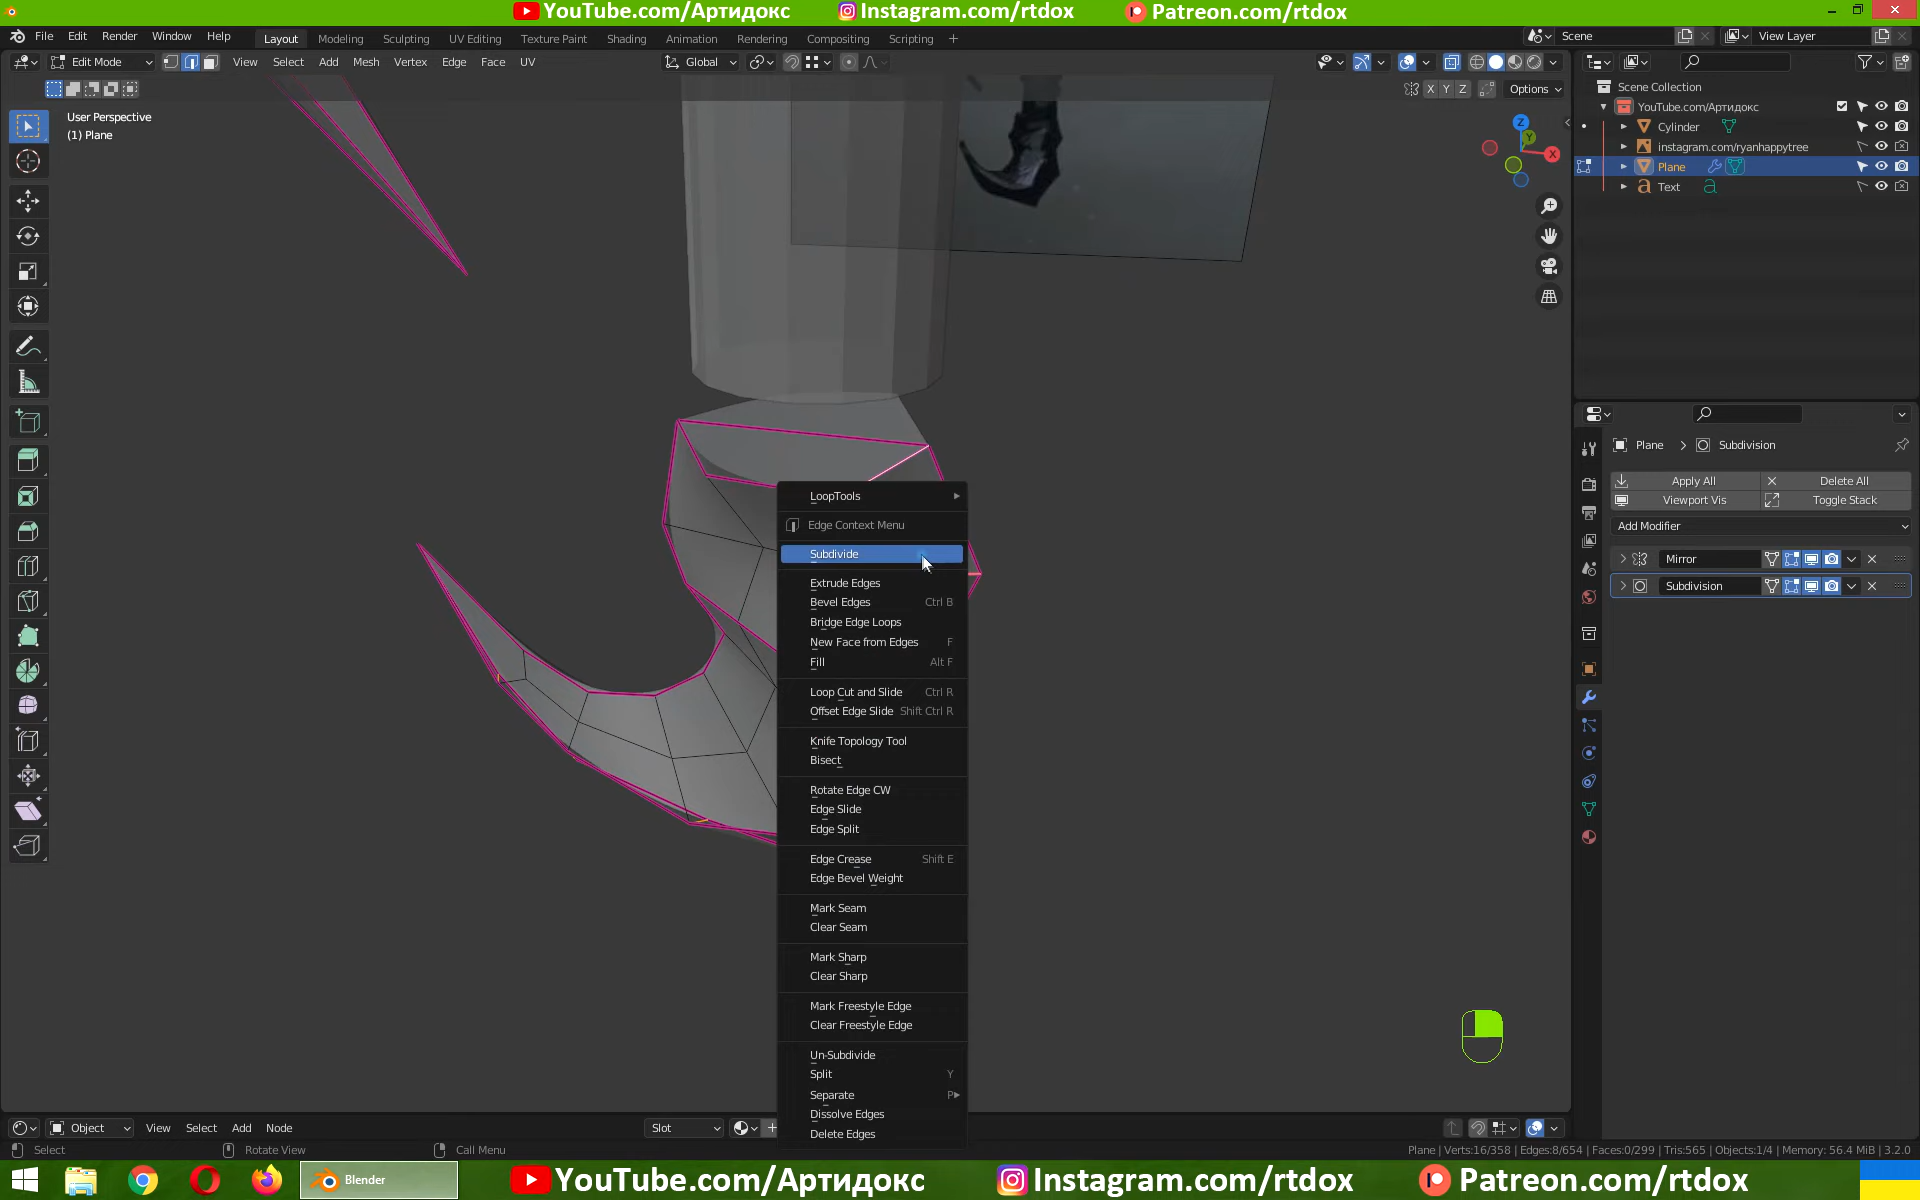 YouTube.com/Артидокс
Instagram.com/rtdox
Patreon.com/rtdox
File Edit Render Window Help
Layout Modeling Sculpting UV Editing Texture Paint Shading Animation Rendering Compositing Scripting +
Scene
View Layer
Edit Mode
View Select Add Mesh Vertex Edge Face UV
Global
X Y Z
Options
User Perspective
(1) Plane
Z
Y
X
Scene Collection
YouTube.com/Артидокс
Cylinder
instagram.com/ryanhappytree
Plane
Text
Plane > Subdivision
Apply All
Delete All
Viewport Vis
Toggle Stack
Add Modifier
Mirror
Subdivision
LoopTools
Edge Context Menu
Subdivide
Extrude Edges
Bevel Edges Ctrl B
Bridge Edge Loops
New Face from Edges F
Fill Alt F
Loop Cut and Slide Ctrl R
Offset Edge Slide Shift Ctrl R
Knife Topology Tool
Bisect
Rotate Edge CW
Edge Slide
Edge Split
Edge Crease Shift E
Edge Bevel Weight
Mark Seam
Clear Seam
Mark Sharp
Clear Sharp
Mark Freestyle Edge
Clear Freestyle Edge
Un-Subdivide
Split Y
Separate P
Dissolve Edges
Delete Edges
Object
View Select Add Node
Slot
Select
Rotate View
Call Menu
Plane | Verts:16/358 | Edges:8/654 | Faces:0/299 | Tris:565 | Objects:1/4 | Memory: 56.4 MiB | 3.2.0
Blender
YouTube.com/Артидокс
Instagram.com/rtdox
Patreon.com/rtdox